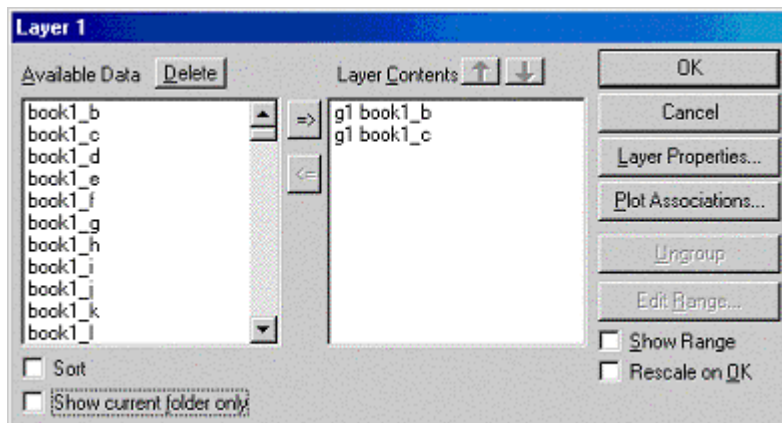 Layer 1
Available Data Delete
book1_b
book1_c
book1_d
book1_e
book1_f
book1_g
book1_h
book1_i
book1_j
book1_k
book1_l
=>
<=
Layer Contents
g1 book1_b
g1 book1_c
OK
Cancel
Layer Properties...
Plot Associations...
Ungroup
Edit Range...
Show Range
Rescale on OK
Sort
Show current folder only